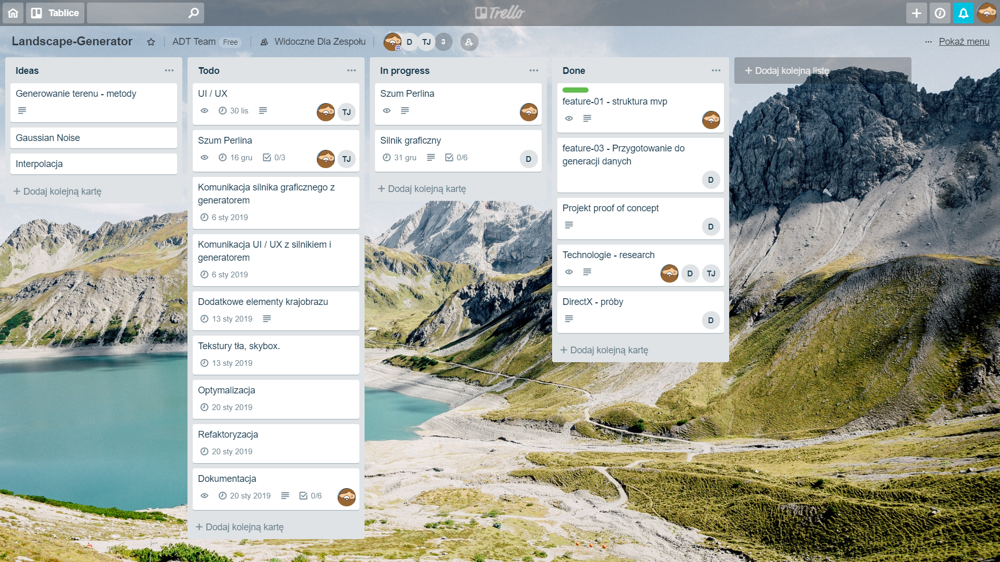 Tablice
Trello
Landscape-Generator
ADT Team Free
Widoczne Dla Zespołu
D TJ 3
Pokaż menu
Ideas
Generowanie terenu - metody
Gaussian Noise
Interpolacja
+ Dodaj kolejną kartę
Todo
UI / UX
30 lis
TJ
Szum Perlina
16 gru 0/3
TJ
Komunikacja silnika graficznego z
generatorem
6 sty 2019
Komunikacja UI / UX z silnikiem i
generatorem
6 sty 2019
Dodatkowe elementy krajobrazu
13 sty 2019
Tekstury tła, skybox.
13 sty 2019
Optymalizacja
20 sty 2019
Refaktoryzacja
20 sty 2019
Dokumentacja
20 sty 2019 0/6
+ Dodaj kolejną kartę
In progress
Szum Perlina
Silnik graficzny
31 gru 0/6
D
+ Dodaj kolejną kartę
Done
feature-01 - struktura mvp
feature-03 - Przygotowanie do
generacji danych
D
Projekt proof of concept
D
Technologie - research
D TJ
DirectX - próby
D
+ Dodaj kolejną kartę
+ Dodaj kolejną listę